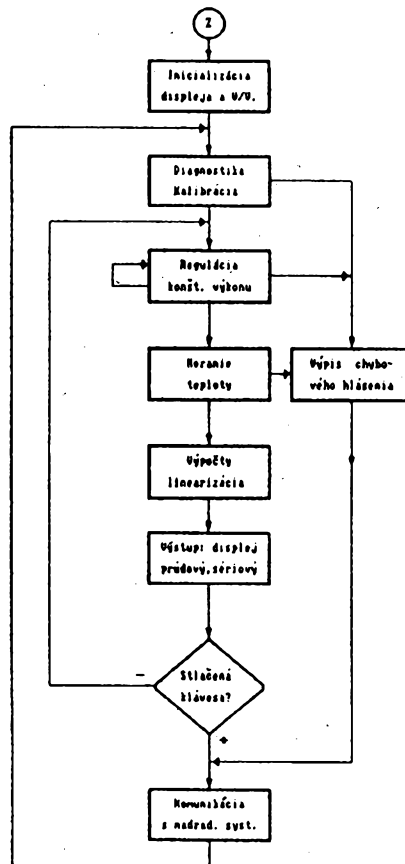 Z
Inicializácia
displeja a V/V.
Diagnostika
Kalibrácia
Regulácia
konšt. výkonu
Meranie
teploty
Výpis chybo-
vého hlásenia
Výpočty
linearizácia
Výstup: displej
prúdový,sériový
Stlačená
klávesa?
-
+
Komunikácia
s nadrad. syst.